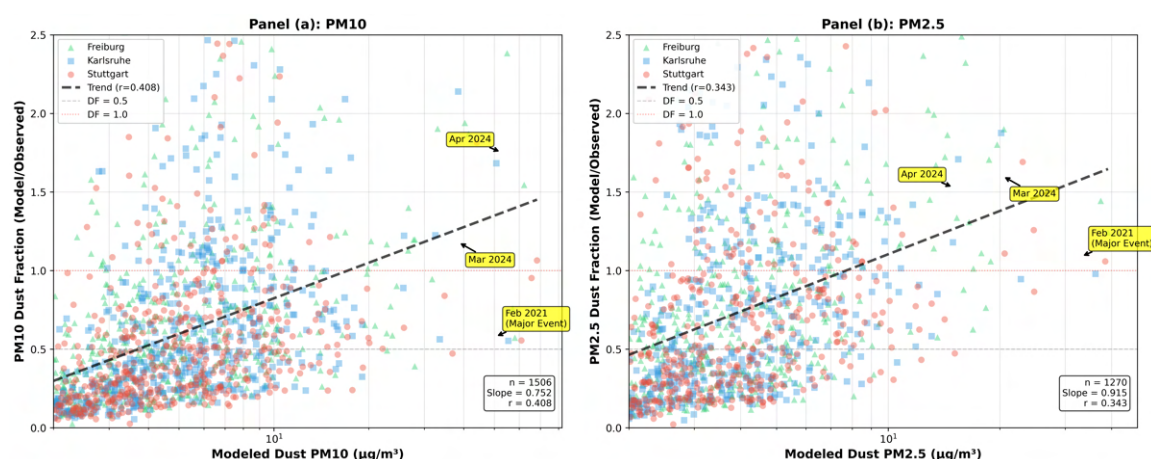 Panel (a): PM10
PM10 Dust Fraction (Model/Observed)
2.5
2.0
1.5
1.0
0.5
0.0
Freiburg
Karlsruhe
Stuttgart
Trend (r=0.408)
DF = 0.5
DF = 1.0
Apr 2024
Mar 2024
Feb 2021
(Major Event)
n = 1506
Slope = 0.752
r = 0.408
10¹
Modeled Dust PM10 (μg/m³)
Panel (b): PM2.5
PM2.5 Dust Fraction (Model/Observed)
2.5
2.0
1.5
1.0
0.5
0.0
Freiburg
Karlsruhe
Stuttgart
Trend (r=0.343)
DF = 0.5
DF = 1.0
Apr 2024
Mar 2024
Feb 2021
(Major Event)
n = 1270
Slope = 0.915
r = 0.343
10¹
Modeled Dust PM2.5 (μg/m³)